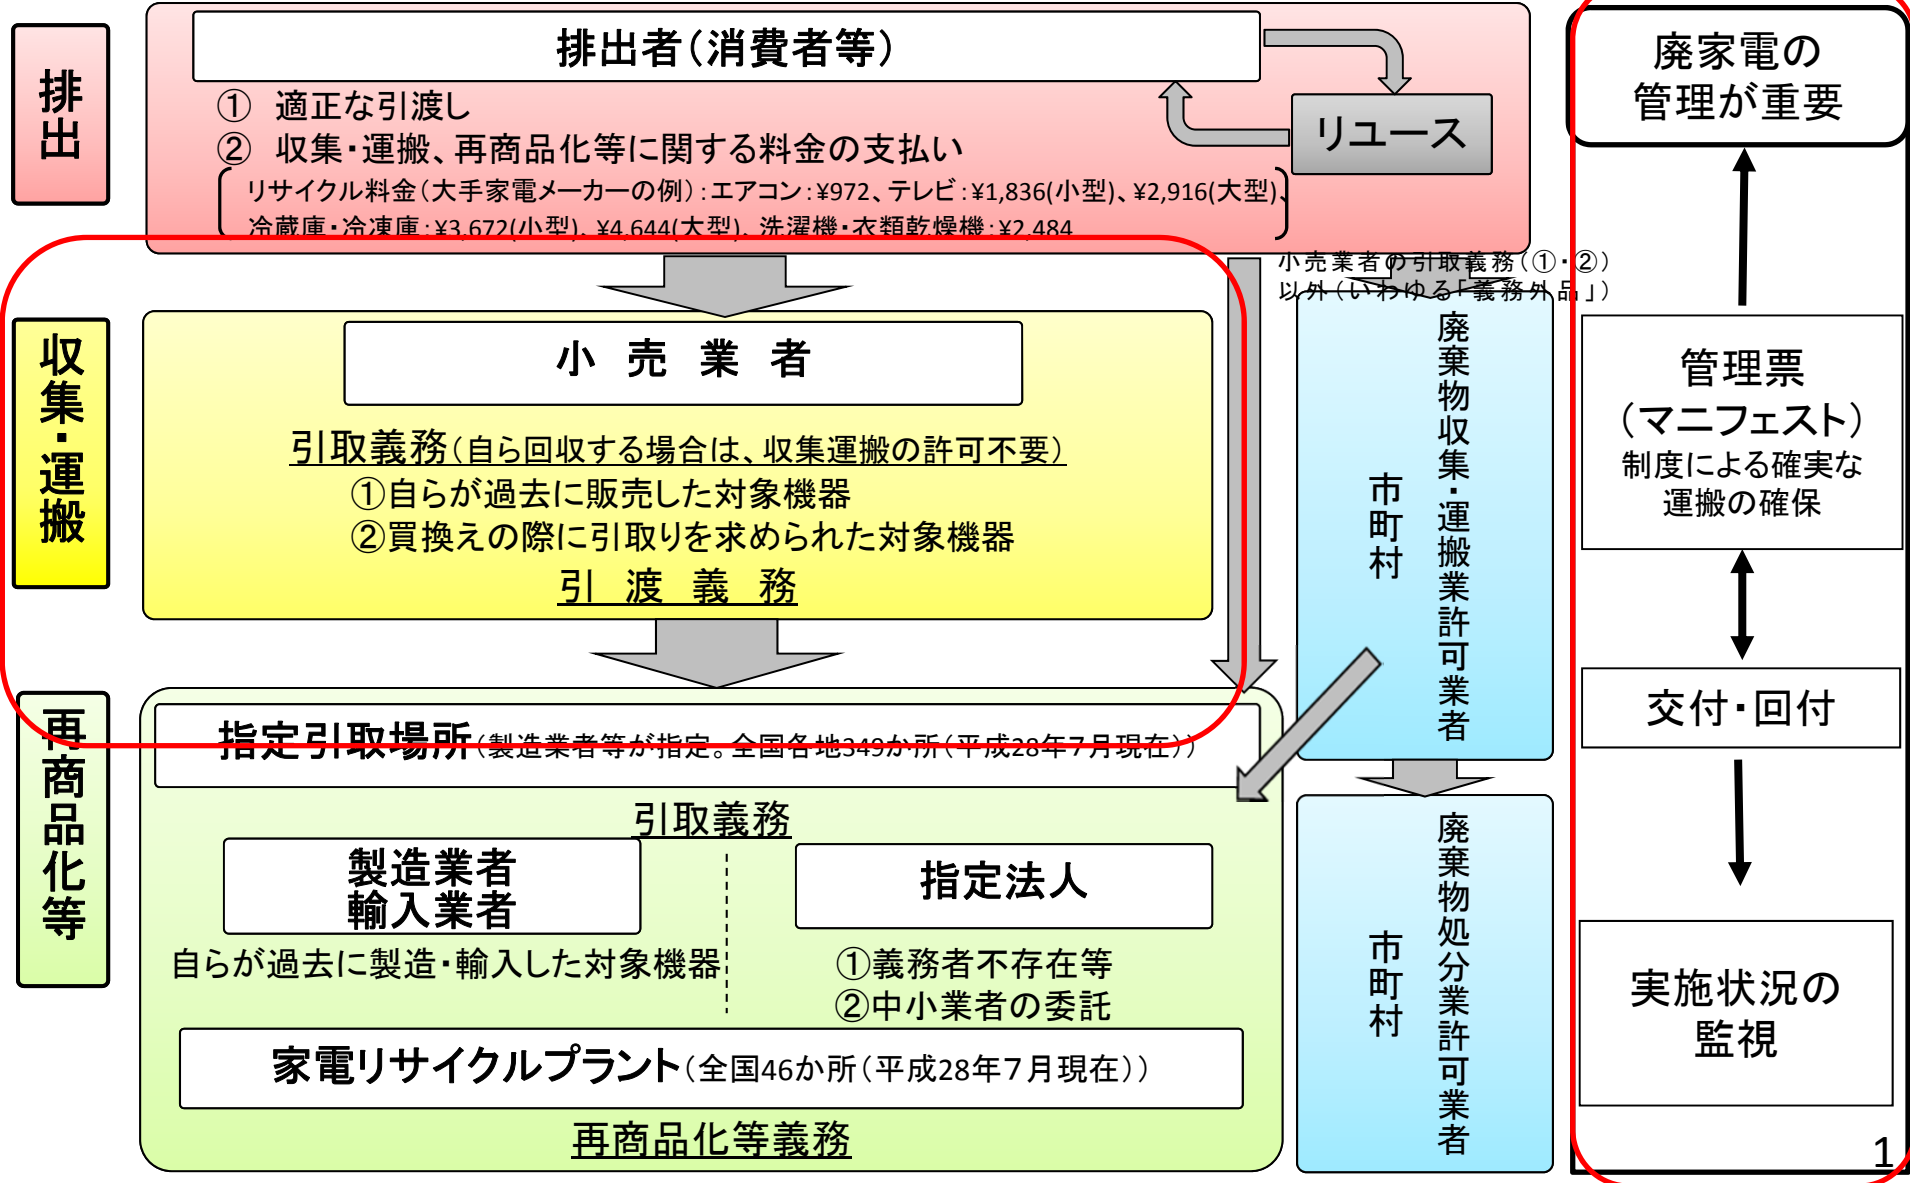 排出
排出者（消費者等）
① 適正な引渡し
② 収集・運搬、再商品化等に関する料金の支払い
リサイクル料金（大手家電メーカーの例）：エアコン：¥972、テレビ：¥1,836(小型)、¥2,916(大型)、
冷蔵庫・冷凍庫：¥3,672(小型)、¥4,644(大型)、洗濯機・衣類乾燥機：¥2,484
リユース
小売業者の引取義務（①・②）
以外（いわゆる「義務外品」）
収集・運搬
小売業者
引取義務（自ら回収する場合は、収集運搬の許可不要）
①自らが過去に販売した対象機器
②買換えの際に引取りを求められた対象機器
引渡義務
市町村
廃棄物収集・運搬業許可業者
再商品化等
指定引取場所（製造業者等が指定。全国各地349か所（平成28年７月現在））
引取義務
製造業者
輸入業者
自らが過去に製造・輸入した対象機器
指定法人
①義務者不存在等
②中小業者の委託
家電リサイクルプラント（全国46か所（平成28年７月現在））
再商品化等義務
市町村
廃棄物処分業許可業者
廃家電の
管理が重要
管理票
（マニフェスト）
制度による確実な
運搬の確保
交付・回付
実施状況の
監視
1